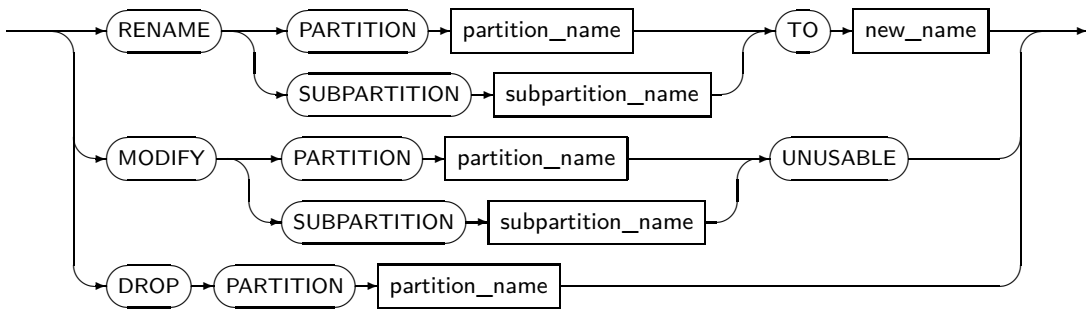 RENAME PARTITION partition_name TO new_name
SUBPARTITION subpartition_name
MODIFY PARTITION partition_name UNUSABLE
SUBPARTITION subpartition_name
DROP PARTITION partition_name